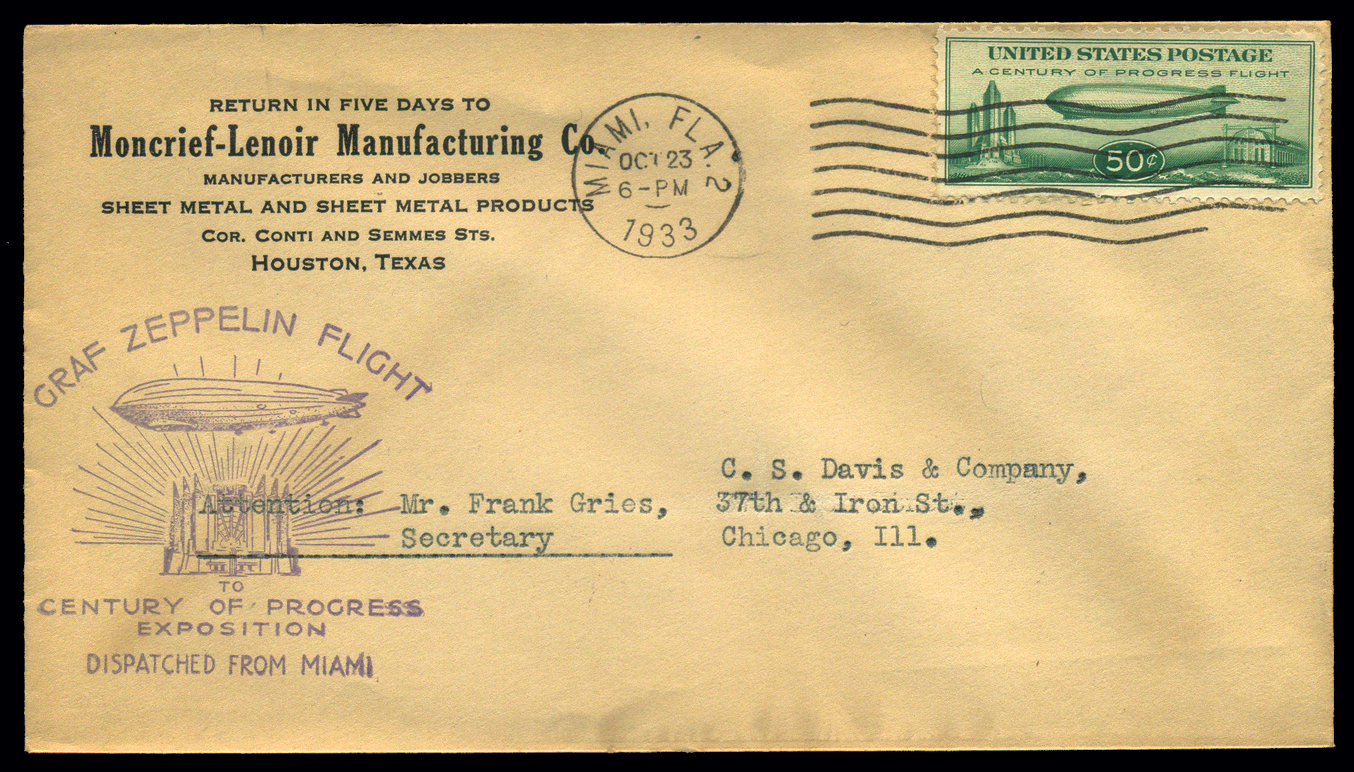 RETURN IN FIVE DAYS TO
Moncrief-Lenoir Manufacturing Co.
MANUFACTURERS AND JOBBERS
SHEET METAL AND SHEET METAL PRODUCTS
COR. CONTI AND SEMMES STS.
HOUSTON, TEXAS
MIAMI, FLA. 2
OCT 23
6-PM
1933
UNITED STATES POSTAGE
A CENTURY OF PROGRESS FLIGHT
50¢
GRAF ZEPPELIN FLIGHT
TO
CENTURY OF PROGRESS
EXPOSITION
DISPATCHED FROM MIAMI
Attention: Mr. Frank Gries,
Secretary
C. S. Davis & Company,
37th & Iron St.,
Chicago, Ill.